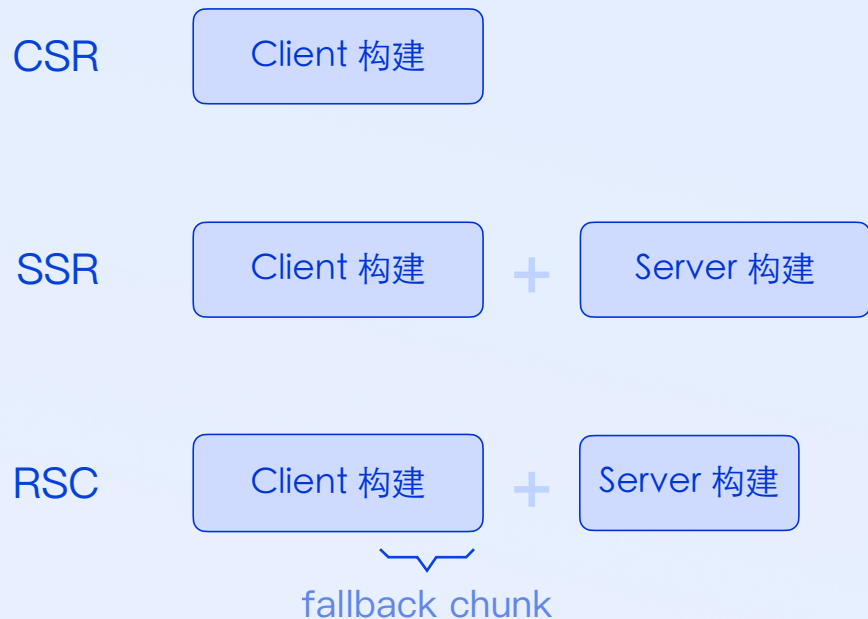 CSR Client 构建
SSR Client 构建 + Server 构建
RSC Client 构建 + Server 构建
fallback chunk